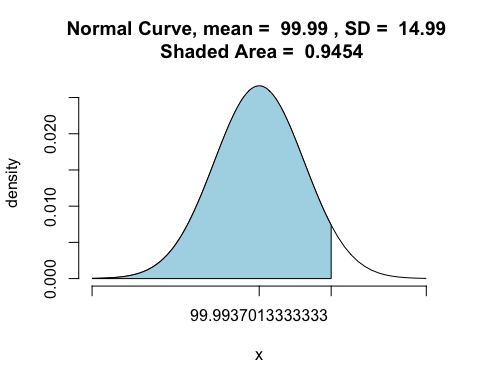 Normal Curve, mean =  99.99 , SD =  14.99
Shaded Area =  0.9454
density
0.020
0.010
0.000
99.9937013333333
x